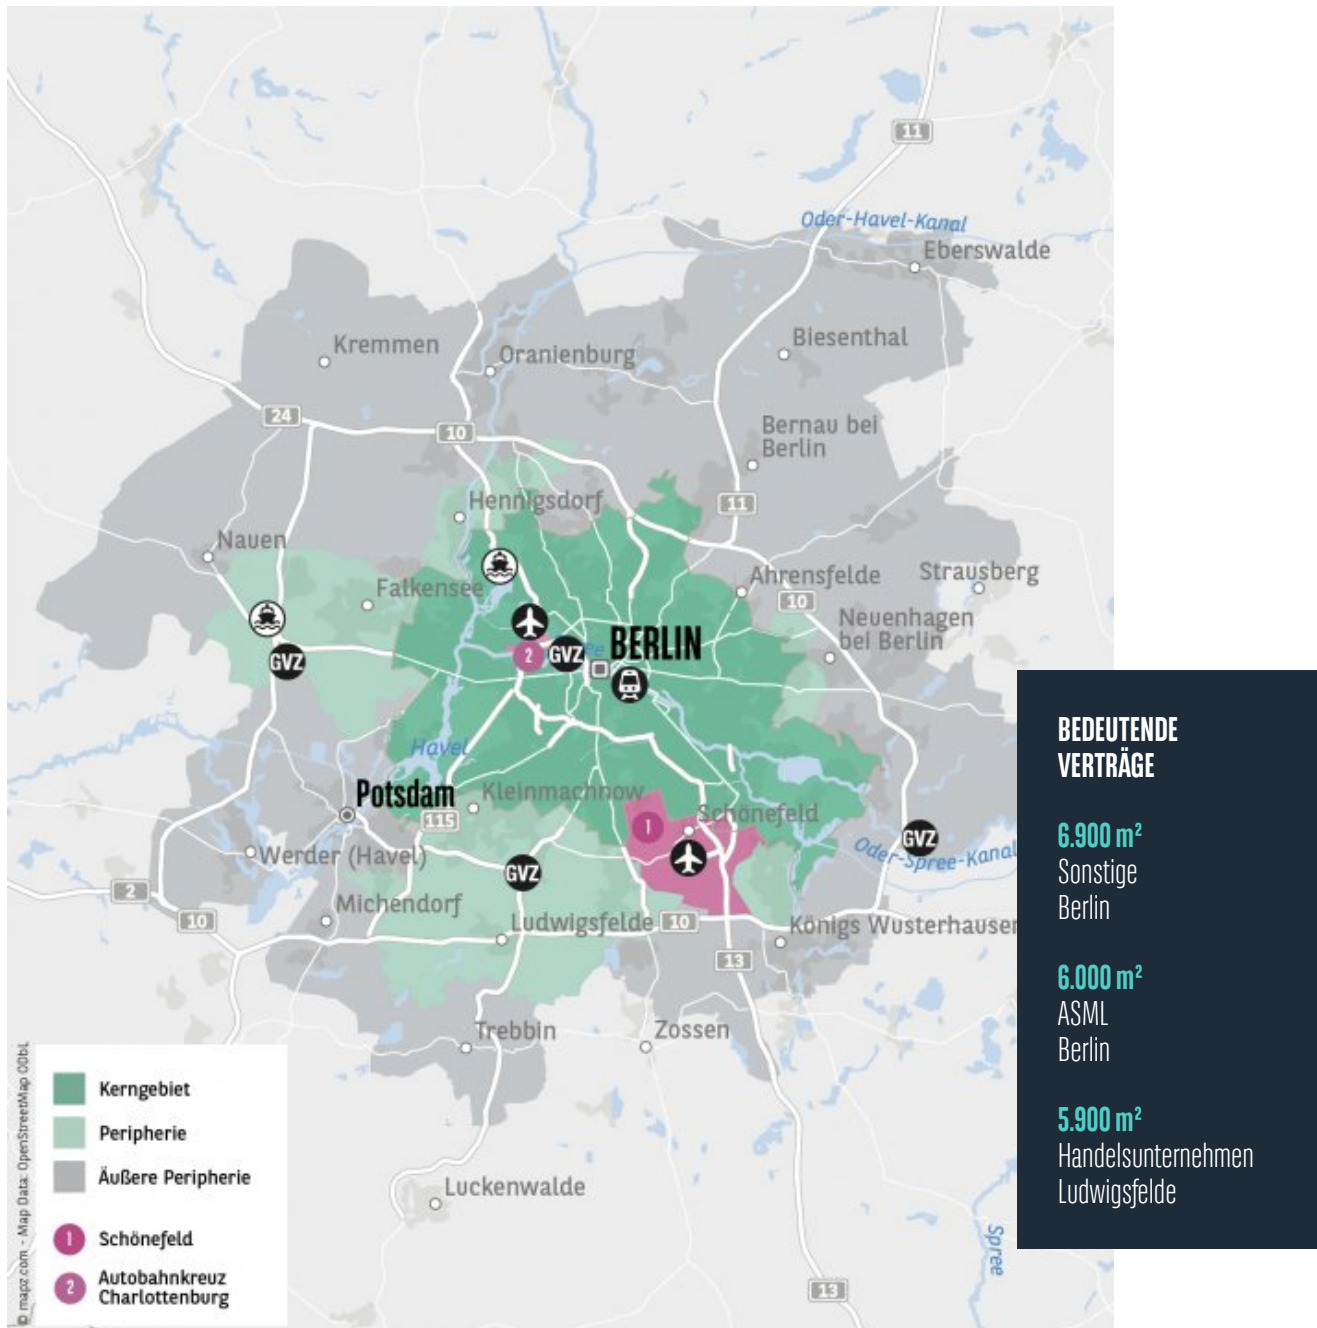 11
Oder-Havel-Kanal
Eberswalde
Kremmen
Oranienburg
Biesenthal
24
10
Bernau bei
Berlin
Hennigsdorf
11
Nauen
Falkensee
Ahrensfelde
Strausberg
10
Neuenhagen
bei Berlin
2
GVZ
BERLIN
GVZ
Havel
Potsdam
Kleinmachnow
115
1
Schönefeld
GVZ
Oder-Spree-Kanal
Werder (Havel)
GVZ
2
10
Michendorf
Ludwigsfelde
10
Königs Wusterhausen
13
Trebbin
Zossen
Luckenwalde
Spree
13
Kerngebiet
Peripherie
Äußere Peripherie
1
Schönefeld
2
Autobahnkreuz
Charlottenburg
© mapz.com - Map Data: OpenStreetMap ODbL
BEDEUTENDE
VERTRÄGE
6.900 m²
Sonstige
Berlin
6.000 m²
ASML
Berlin
5.900 m²
Handelsunternehmen
Ludwigsfelde